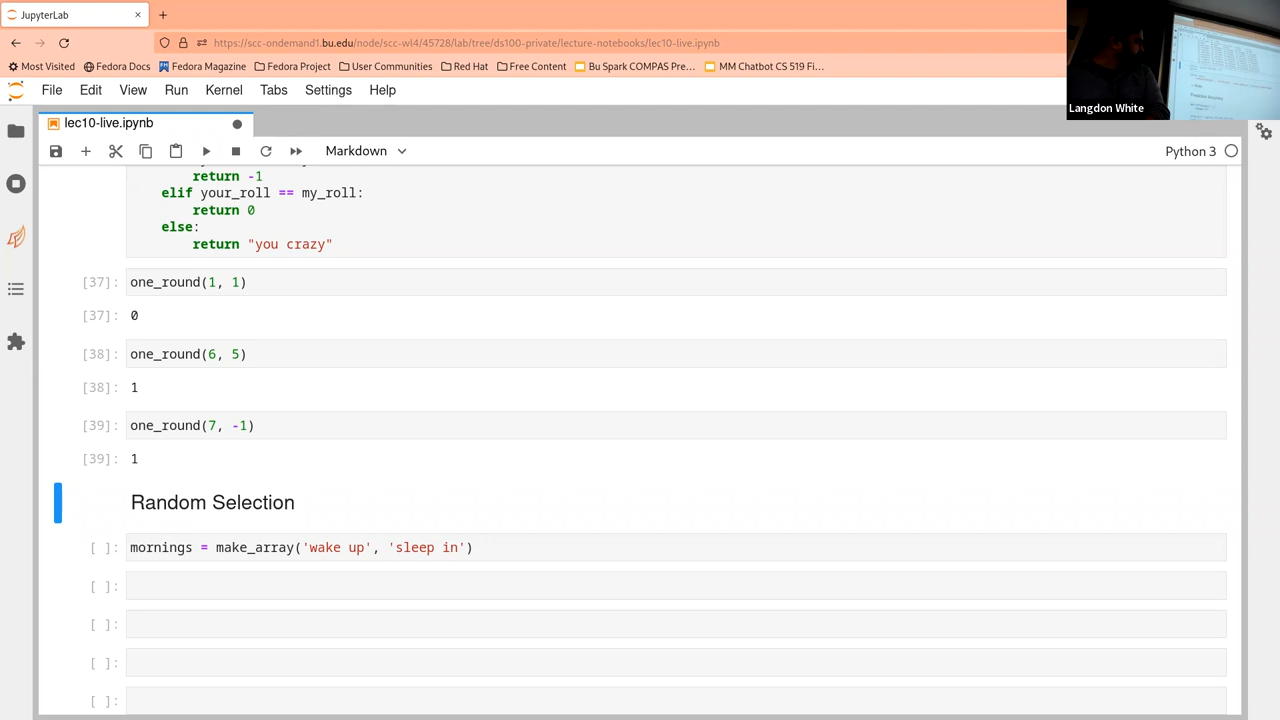 JupyterLab
https://scc-ondemand1.bu.edu/node/scc-wl4/45728/lab/tree/ds100-private/lecture-notebooks/lec10-live.ipynb
Most Visited Fedora Docs Fedora Magazine Fedora Project User Communities Red Hat Free Content Bu Spark COMPAS Pre... MM Chatbot CS 519 Fi...
Langdon White
File Edit View Run Kernel Tabs Settings Help
lec10-live.ipynb
Markdown Python 3
return -1
elif your_roll == my_roll:
return 0
else:
return "you crazy"
[37]: one_round(1, 1)
[37]: 0
[38]: one_round(6, 5)
[38]: 1
[39]: one_round(7, -1)
[39]: 1
Random Selection
[ ]: mornings = make_array('wake up', 'sleep in')
[ ]:
[ ]:
[ ]:
[ ]: